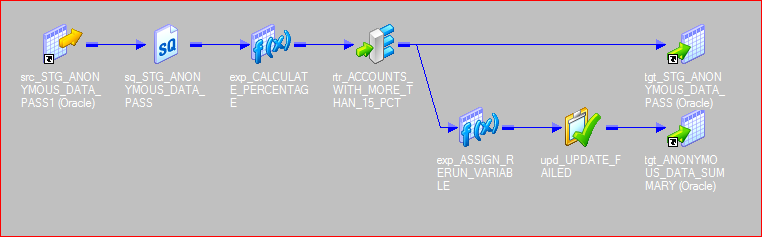 src_STG_ANON
YMOUS_DATA_
PASS1 (Oracle)
sq_STG_ANON
YMOUS_DATA_
PASS
exp_CALCULAT
E_PERCENTAG
E
rtr_ACCOUNTS_
WITH_MORE_T
HAN_15_PCT
tgt_STG_ANON
YMOUS_DATA_
PASS (Oracle)
exp_ASSIGN_R
ERUN_VARIAB
LE
upd_UPDATE_F
AILED
tgt_ANONYMO
US_DATA_SUM
MARY (Oracle)